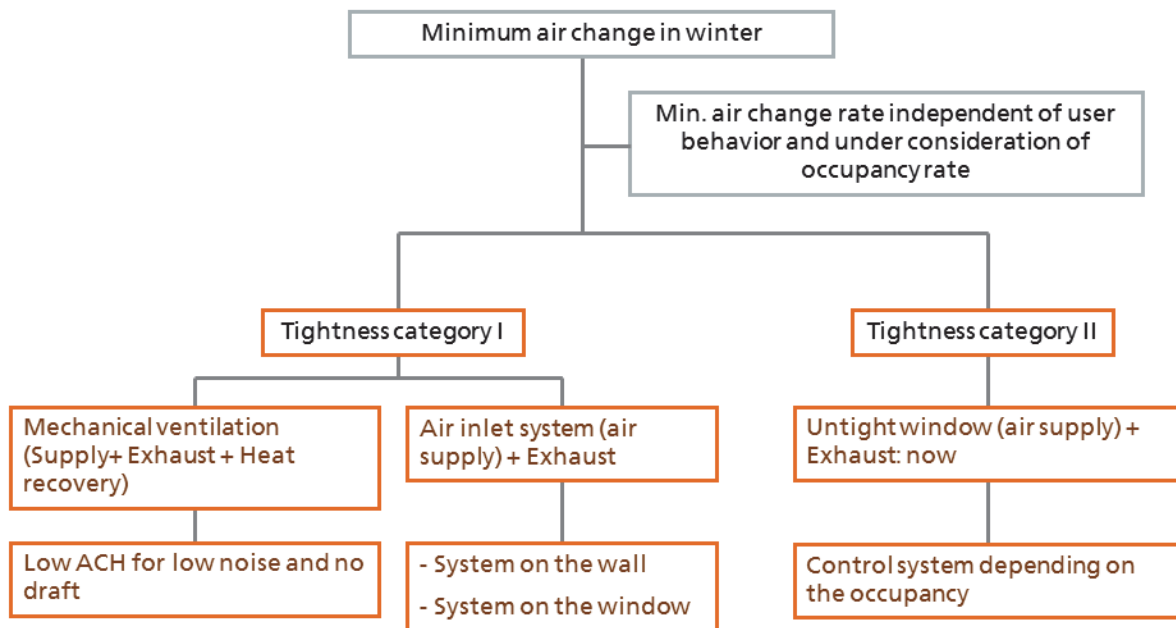 Minimum air change in winter
Min. air change rate independent of user
behavior and under consideration of
occupancy rate
Tightness category I
Tightness category II
Mechanical ventilation
(Supply+ Exhaust + Heat
recovery)
Air inlet system (air
supply) + Exhaust
Untight window (air supply) +
Exhaust: now
Low ACH for low noise and no
draft
- System on the wall
- System on the window
Control system depending on
the occupancy